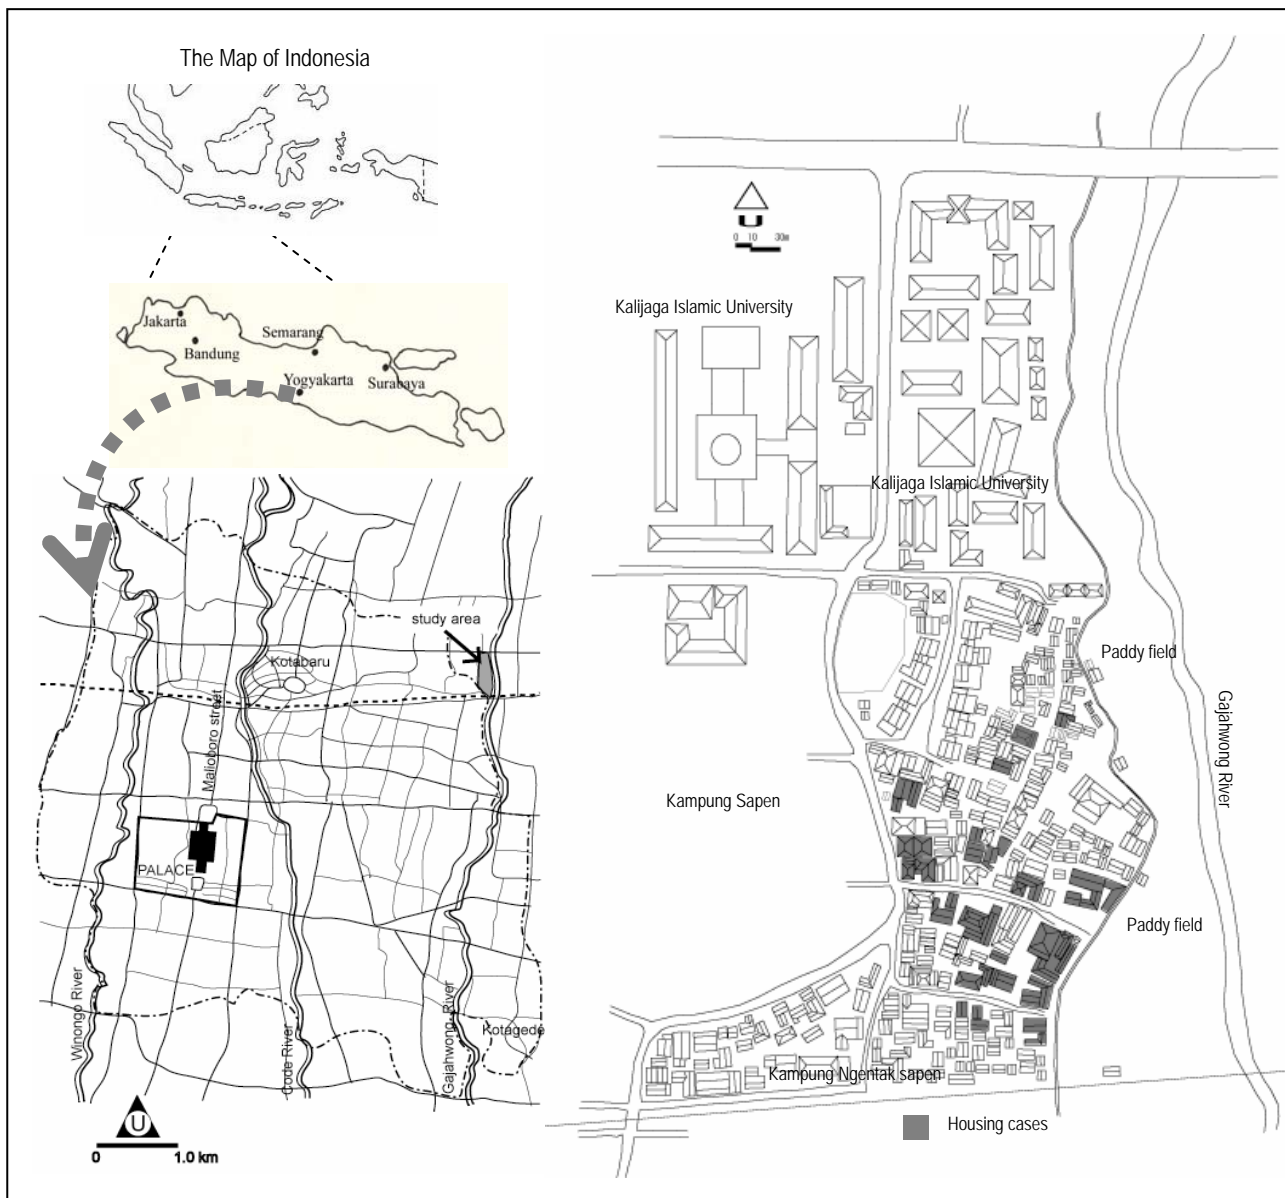 The Map of Indonesia
Jakarta
Bandung
Semarang
Yogyakarta
Surabaya
study area
Kotabaru
Malioboro street
PALACE
Winongo River
Code River
Gajahwong River
Kotagede
U
0 1.0 km
U
0 10 30m
Kalijaga Islamic University
Kalijaga Islamic University
Paddy field
Gajahwong River
Kampung Sapen
Paddy field
Kampung Ngentak sapen
Housing cases